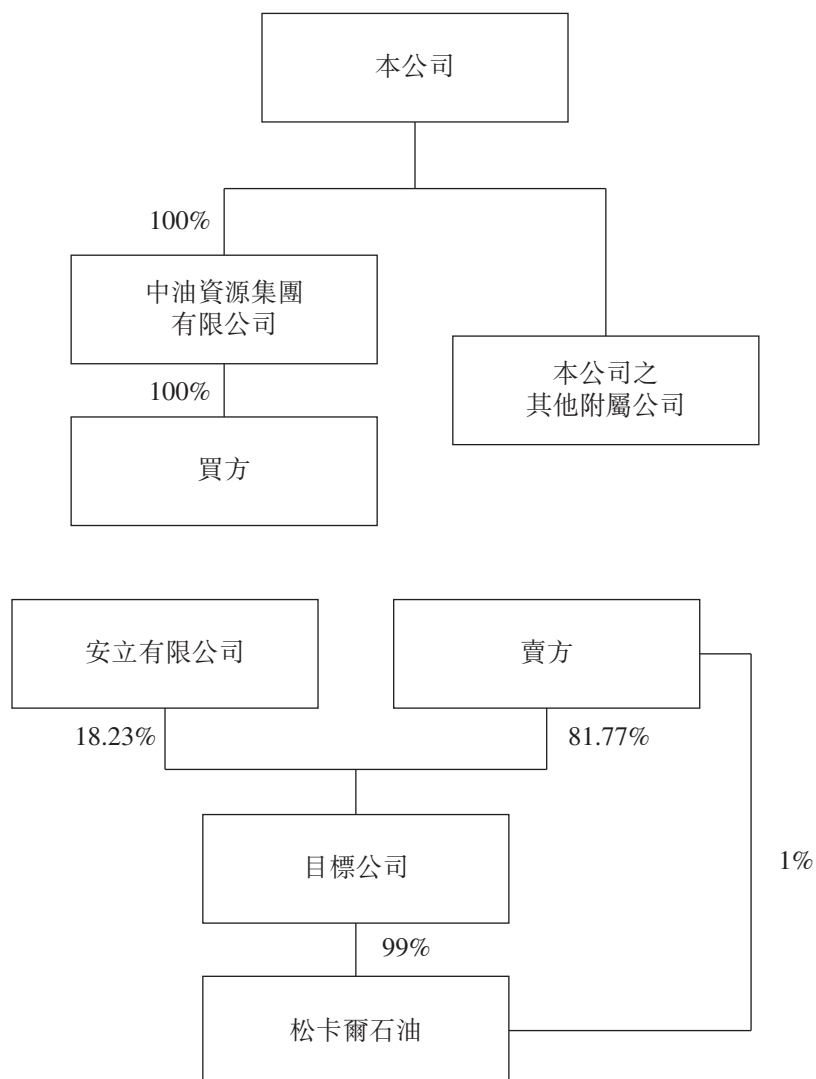 本公司
100%
中油資源集團
有限公司
本公司之
其他附屬公司
100%
買方
安立有限公司
賣方
18.23%
81.77%
目標公司
1%
99%
松卡爾石油